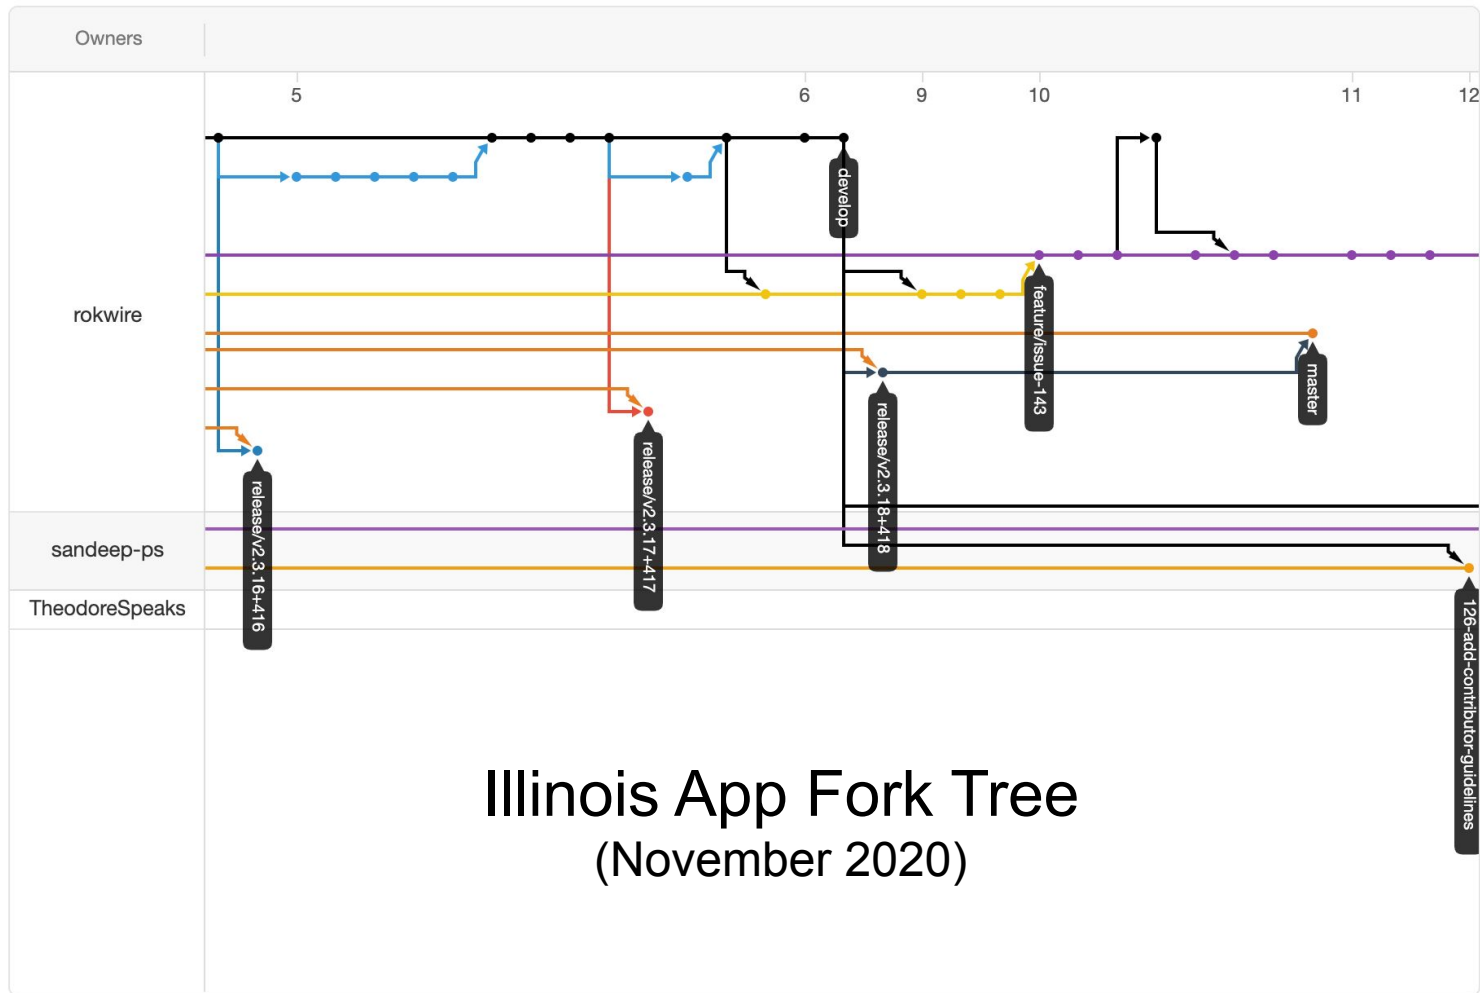 Owners
5 6 9 10 11 12
rokwire
develop
feature/issue-143
master
release/v2.3.18+418
release/v2.3.17+417
release/v2.3.16+416
sandeep-ps
TheodoreSpeaks
126-add-contributor-guidelines
Illinois App Fork Tree
(November 2020)